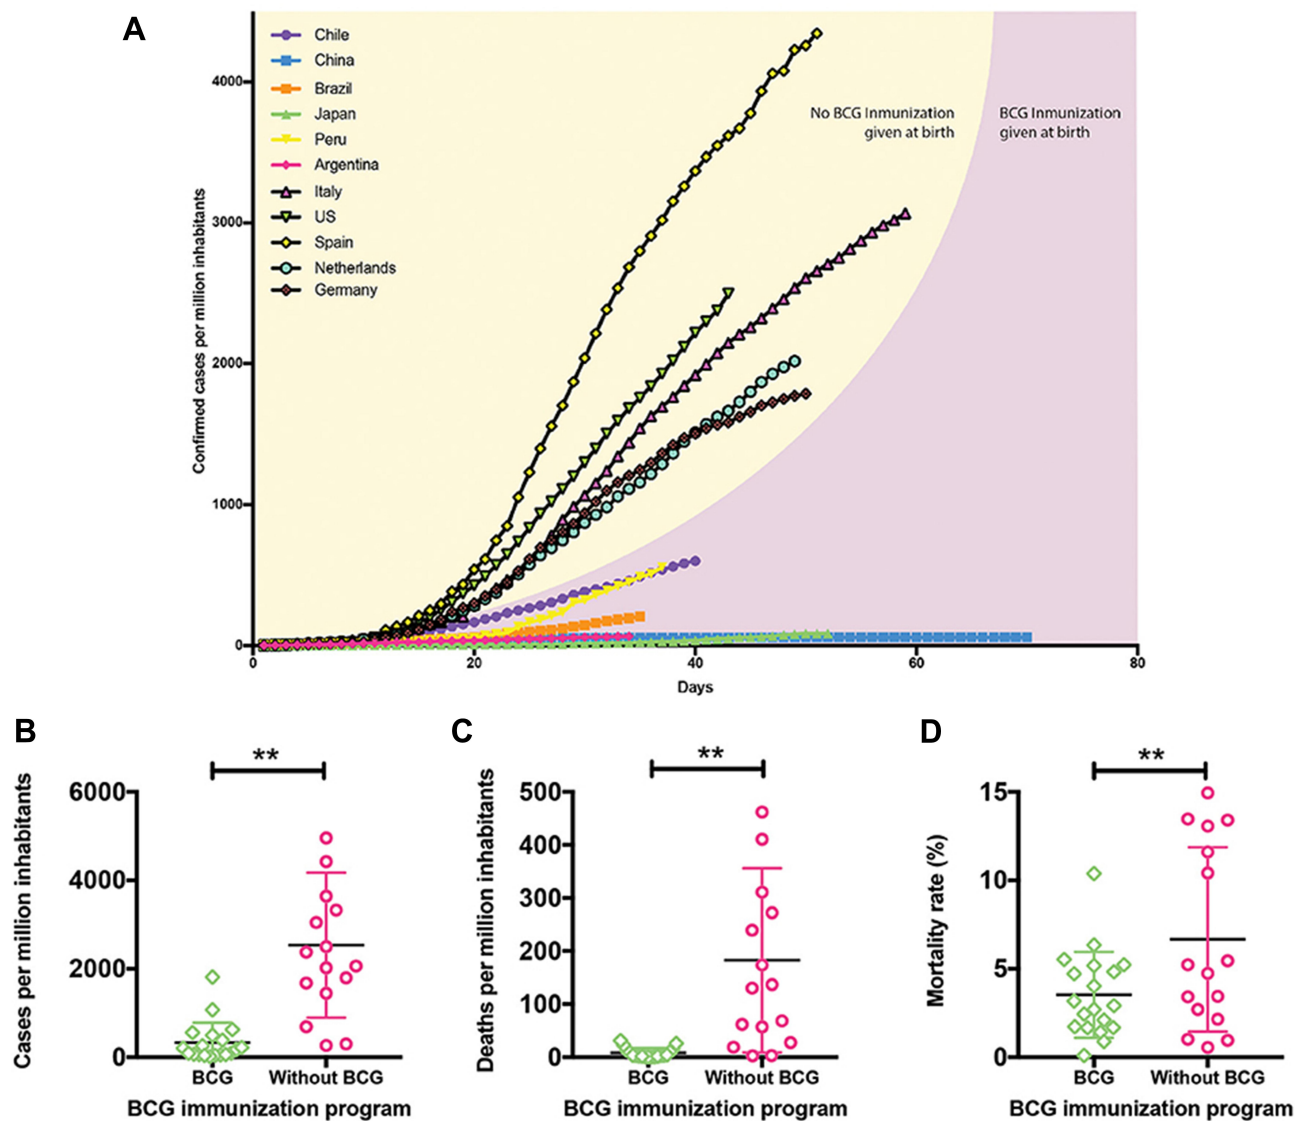 A
Chile
China
Brazil
Japan
Peru
Argentina
Italy
US
Spain
Netherlands
Germany
No BCG Inmunization
given at birth
BCG Inmunization
given at birth
Confirmed cases per million inhabitants
4000
3000
2000
1000
0
0 20 40 60 80
Days
B
**
Cases per million inhabitants
6000
4000
2000
0
BCG Without BCG
BCG immunization program
C
**
Deaths per million inhabitants
500
400
300
200
100
0
BCG Without BCG
BCG immunization program
D
**
Mortality rate (%)
15
10
5
0
BCG Without BCG
BCG immunization program